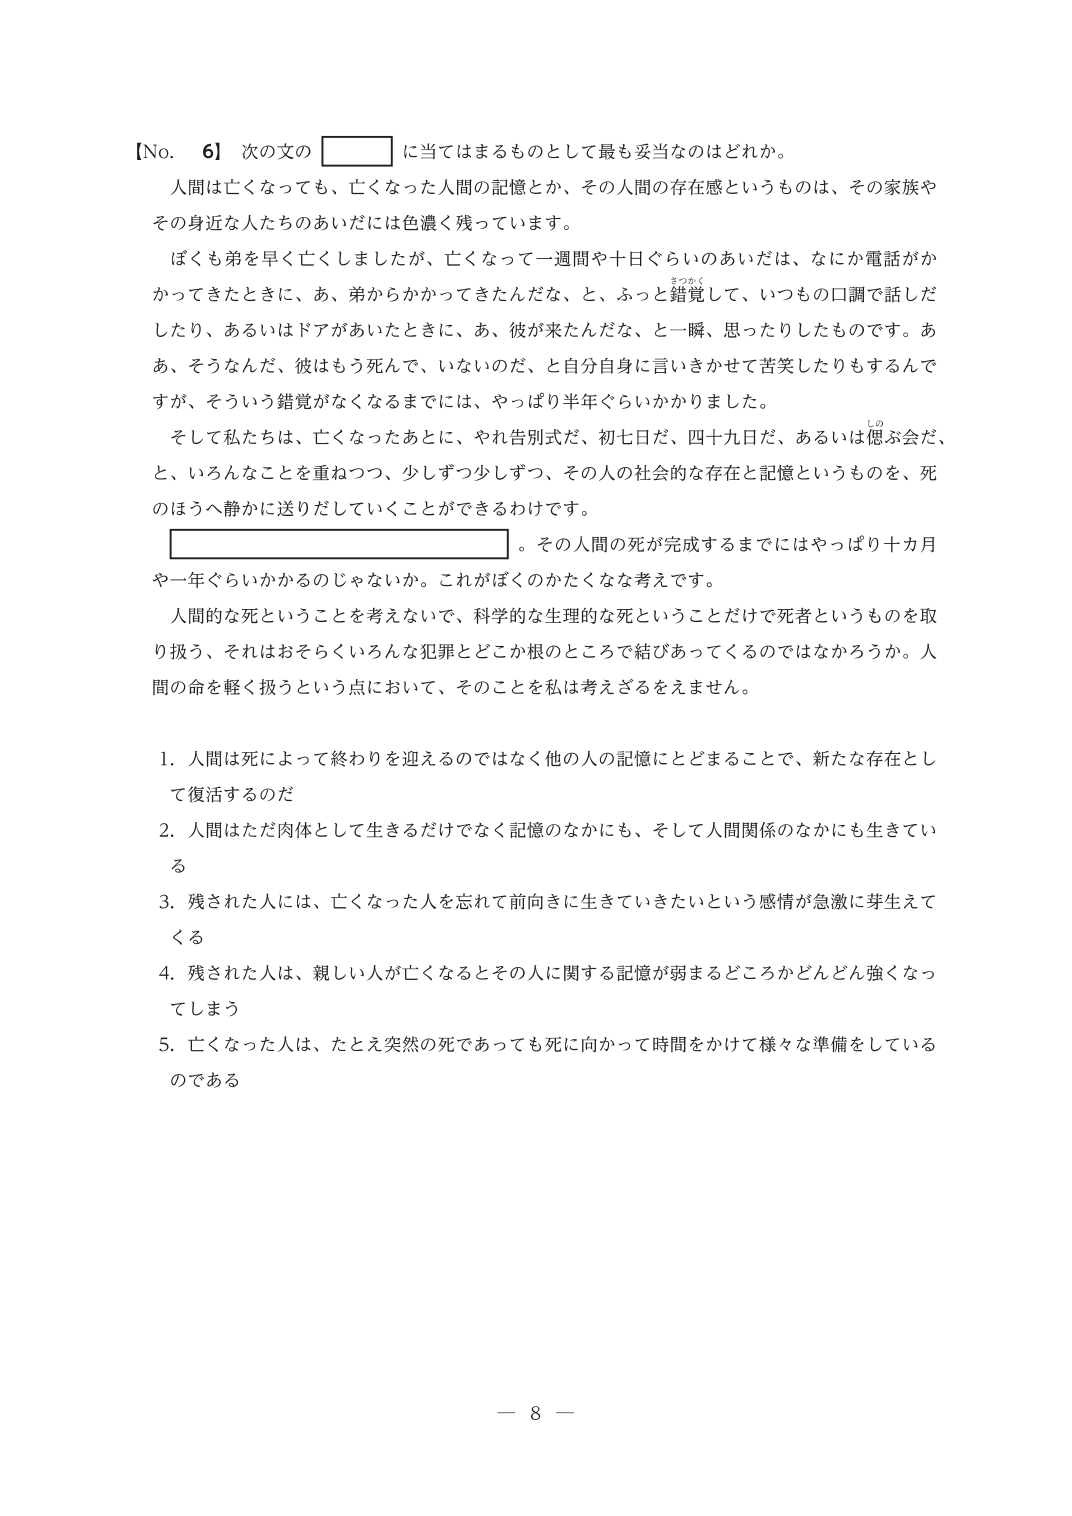 【No. 6】 次の文の に当てはまるものとして最も妥当なのはどれか。
人間は亡くなっても、亡くなった人間の記憶とか、その人間の存在感というものは、その家族や
その身近な人たちのあいだには色濃く残っています。
ぼくも弟を早く亡くしましたが、亡くなって一週間や十日ぐらいのあいだは、なにか電話がか
さっかく
かってきたときに、あ、弟からかかってきたんだな、と、ふっと錯覚して、いつもの口調で話しだ
したり、あるいはドアがあいたときに、あ、彼が来たんだな、と一瞬、思ったりしたものです。あ
あ、そうなんだ、彼はもう死んで、いないのだ、と自分自身に言いきかせて苦笑したりもするんで
すが、そういう錯覚がなくなるまでには、やっぱり半年ぐらいかかりました。
しの
そして私たちは、亡くなったあとに、やれ告別式だ、初七日だ、四十九日だ、あるいは偲ぶ会だ、
と、いろんなことを重ねつつ、少しずつ少しずつ、その人の社会的な存在と記憶というものを、死
のほうへ静かに送りだしていくことができるわけです。
。その人間の死が完成するまでにはやっぱり十カ月
や一年ぐらいかかるのじゃないか。これがぼくのかたくなな考えです。
人間的な死ということを考えないで、科学的な生理的な死ということだけで死者というものを取
り扱う、それはおそらくいろんな犯罪とどこか根のところで結びあってくるのではなかろうか。人
間の命を軽く扱うという点において、そのことを私は考えざるをえません。
1. 人間は死によって終わりを迎えるのではなく他の人の記憶にとどまることで、新たな存在とし
て復活するのだ
2. 人間はただ肉体として生きるだけでなく記憶のなかにも、そして人間関係のなかにも生きてい
る
3. 残された人には、亡くなった人を忘れて前向きに生きていきたいという感情が急激に芽生えて
くる
4. 残された人は、親しい人が亡くなるとその人に関する記憶が弱まるどころかどんどん強くなっ
てしまう
5. 亡くなった人は、たとえ突然の死であっても死に向かって時間をかけて様々な準備をしている
のである
— 8 —